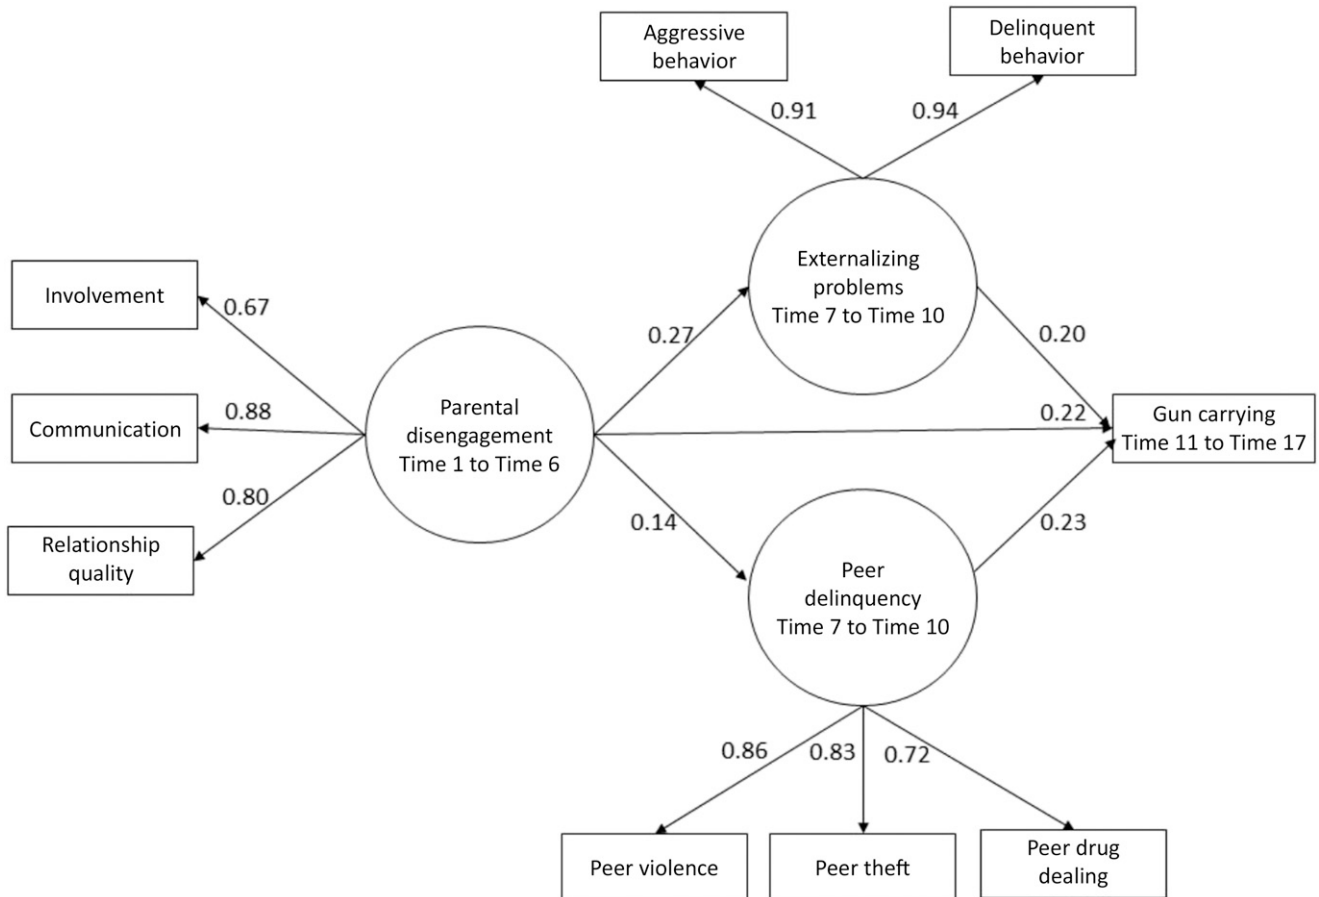 Aggressive
behavior
Delinquent
behavior
0.91
0.94
Externalizing
problems
Time 7 to Time 10
Involvement
0.67
0.27
0.20
Communication
0.88
Parental
disengagement
Time 1 to Time 6
0.22
Gun carrying
Time 11 to Time 17
Relationship
quality
0.80
0.14
0.23
Peer
delinquency
Time 7 to Time 10
0.86
0.83
0.72
Peer violence
Peer theft
Peer drug
dealing